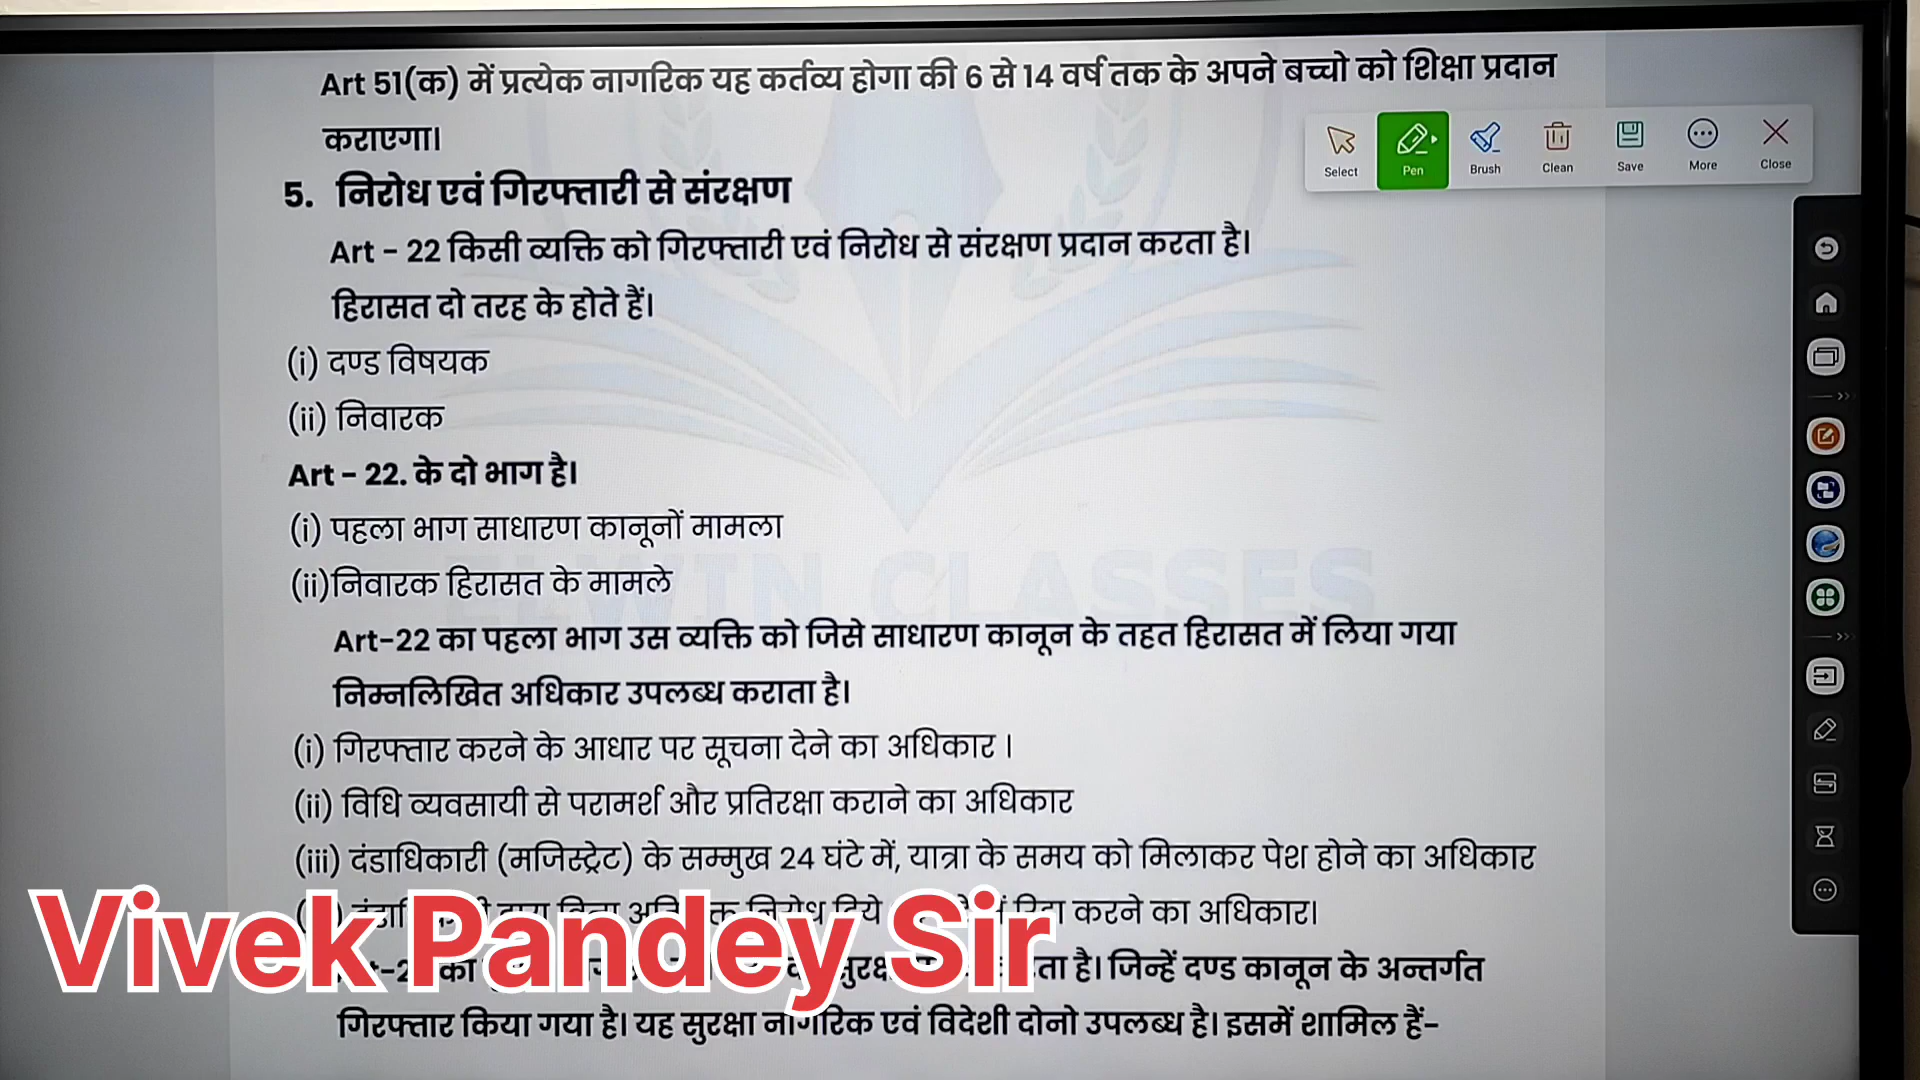 Art 51(क) में प्रत्येक नागरिक यह कर्तव्य होगा की 6 से 14 वर्ष तक के अपने बच्चो को शिक्षा प्रदान
कराएगा।
Select Pen Brush Clean Save More Close
5. निरोध एवं गिरफ्तारी से संरक्षण
Art - 22 किसी व्यक्ति को गिरफ्तारी एवं निरोध से संरक्षण प्रदान करता है।
हिरासत दो तरह के होते हैं।
(i) दण्ड विषयक
(ii) निवारक
Art - 22. के दो भाग है।
(i) पहला भाग साधारण कानूनों मामला
(ii)निवारक हिरासत के मामले
ELWIN CLASSES
Art-22 का पहला भाग उस व्यक्ति को जिसे साधारण कानून के तहत हिरासत में लिया गया
निम्नलिखित अधिकार उपलब्ध कराता है।
(i) गिरफ्तार करने के आधार पर सूचना देने का अधिकार ।
(ii) विधि व्यवसायी से परामर्श और प्रतिरक्षा कराने का अधिकार
(iii) दंडाधिकारी (मजिस्ट्रेट) के सम्मुख 24 घंटे में, यात्रा के समय को मिलाकर पेश होने का अधिकार
निरोध दिये करने का अधिकार।
Vivek Pandey Sir
का है। जिन्हें दण्ड कानून के अन्तर्गत
गिरफ्तार किया गया है। यह सुरक्षा नागरिक एवं विदेशी दोनो उपलब्ध है। इसमें शामिल हैं-